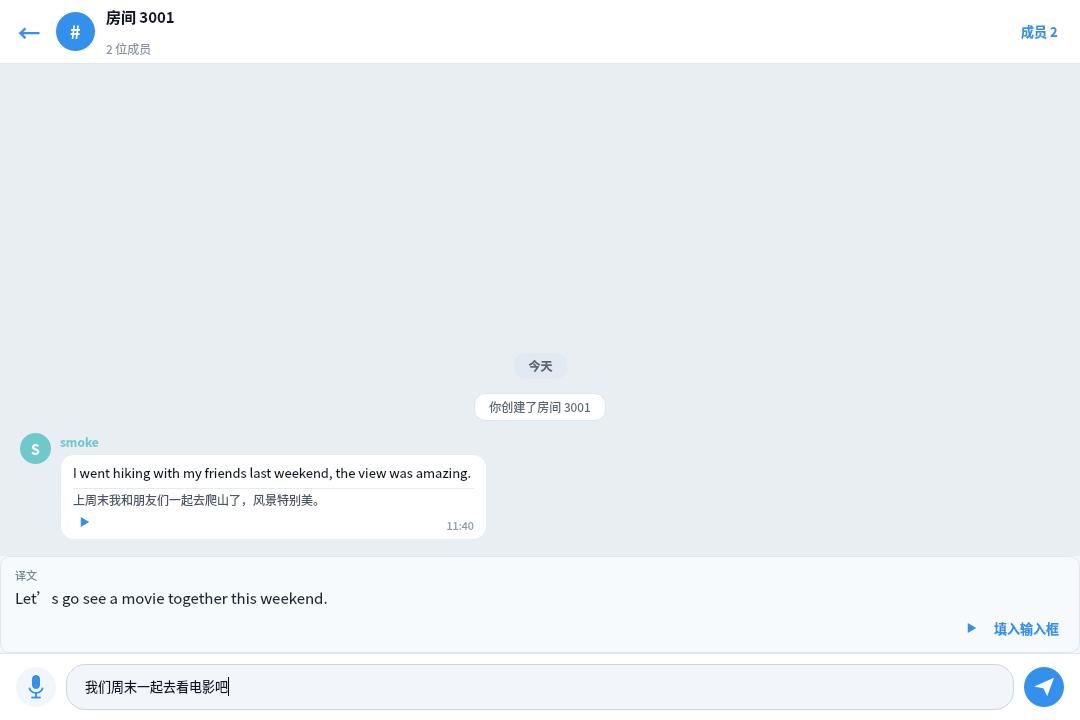 房间 3001
#
2 位成员
成员 2
今天
你创建了房间 3001
smoke
S
I went hiking with my friends last weekend, the view was amazing.
上周末我和朋友们一起去爬山了，风景特别美。
11:40
译文
Let’s go see a movie together this weekend.
填入输入框
我们周末一起去看电影吧